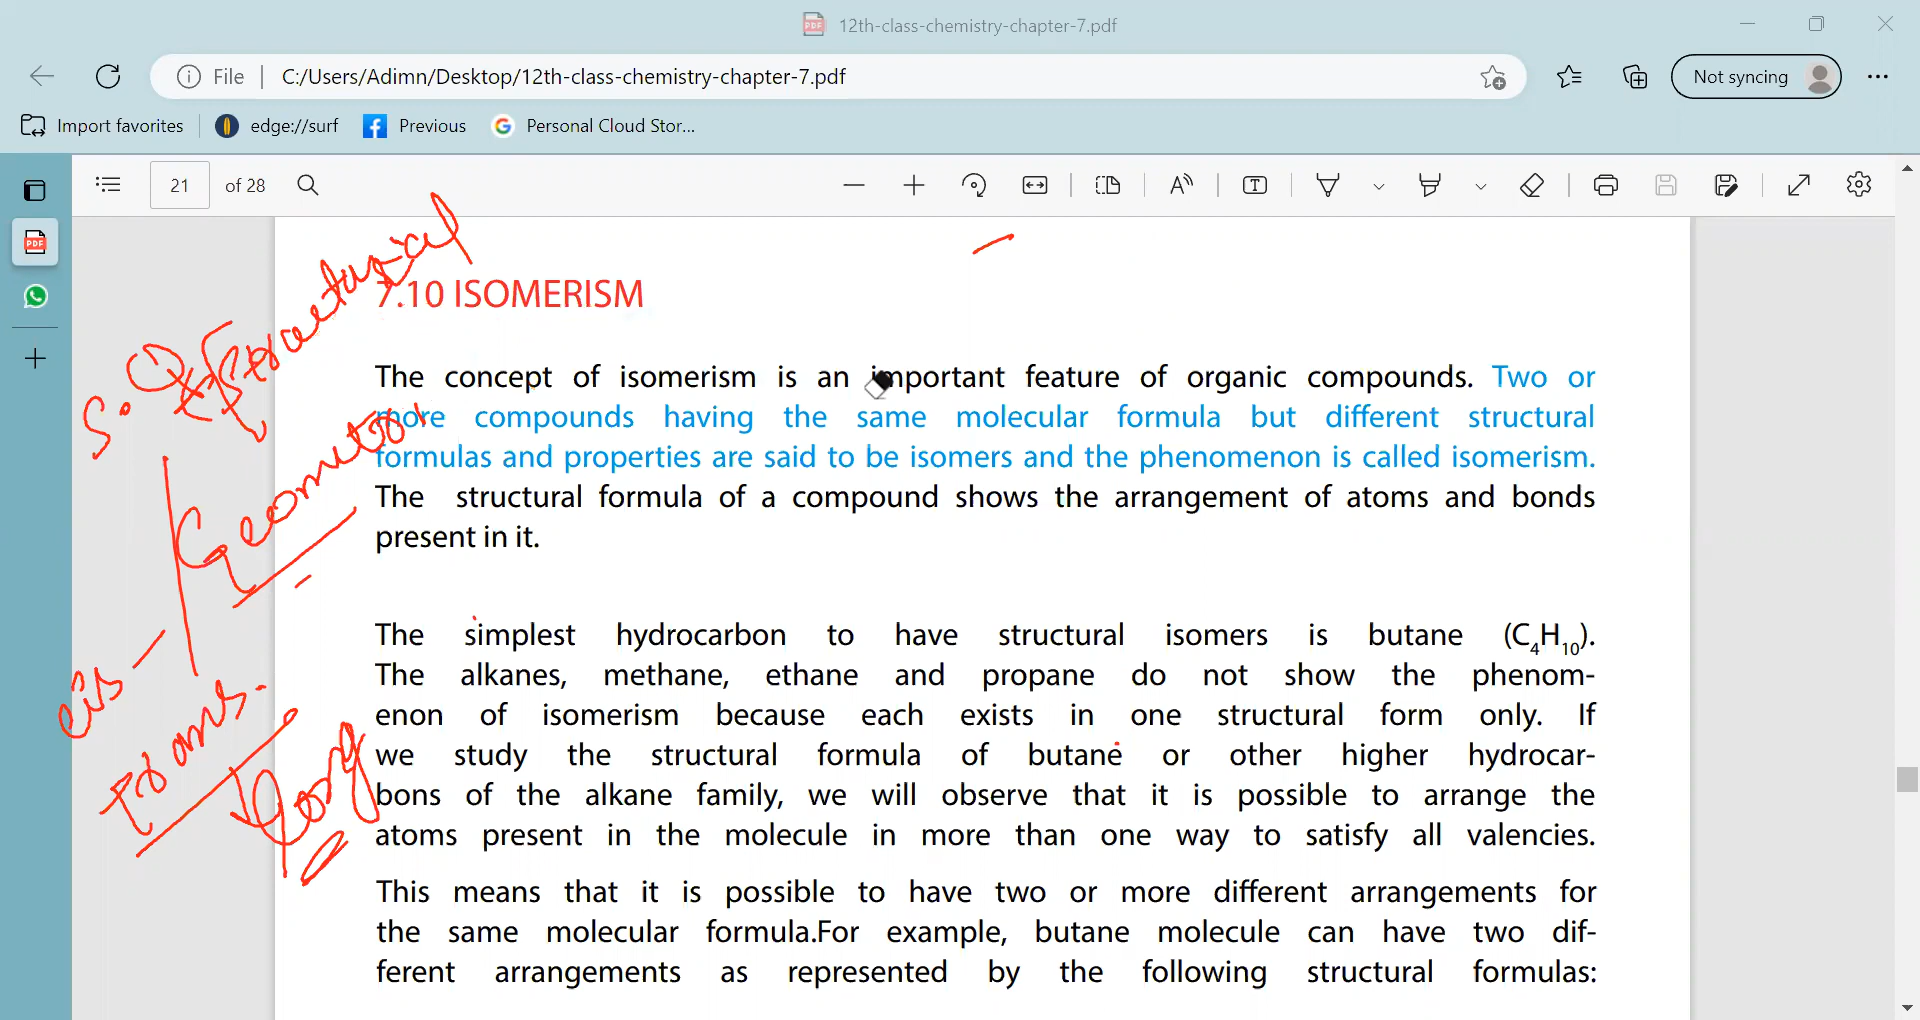 12th-class-chemistry-chapter-7.pdf
File C:/Users/Adimn/Desktop/12th-class-chemistry-chapter-7.pdf
Not syncing
Import favorites edge://surf Previous Personal Cloud Stor...
21 of 28
7.10 ISOMERISM
The concept of isomerism is an important feature of organic compounds. Two or
more compounds having the same molecular formula but different structural
formulas and properties are said to be isomers and the phenomenon is called isomerism.
The structural formula of a compound shows the arrangement of atoms and bonds
present in it.
The simplest hydrocarbon to have structural isomers is butane (C₄H₁₀).
The alkanes, methane, ethane and propane do not show the phenom-
enon of isomerism because each exists in one structural form only. If
we study the structural formula of butane or other higher hydrocar-
bons of the alkane family, we will observe that it is possible to arrange the
atoms present in the molecule in more than one way to satisfy all valencies.
This means that it is possible to have two or more different arrangements for
the same molecular formula.For example, butane molecule can have two dif-
ferent arrangements as represented by the following structural formulas:
cis